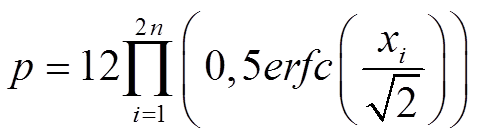 p = 12 ∏_{i=1}^{2n} ( 0,5erfc( x_i / √2 ) )